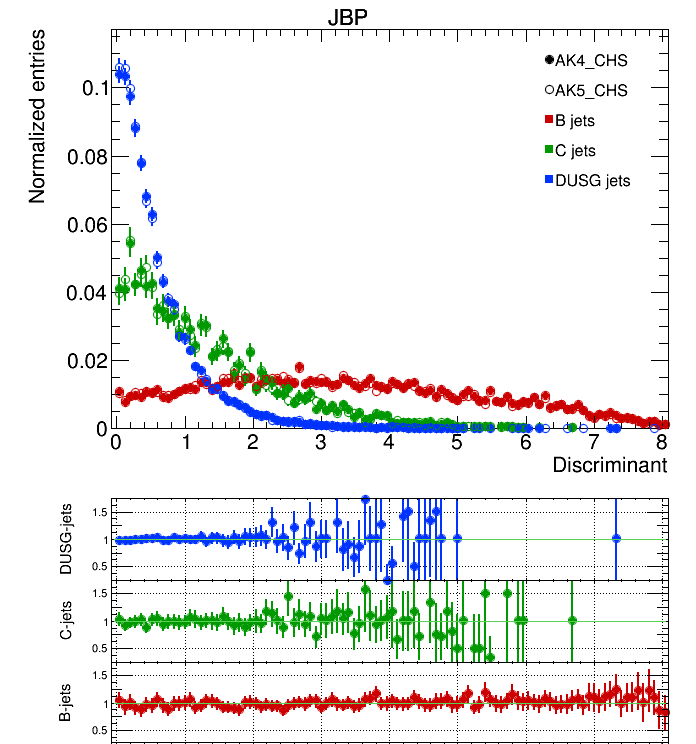 JBP
Normalized entries
0.1
0.08
0.06
0.04
0.02
0
AK4_CHS
AK5_CHS
B jets
C jets
DUSG jets
0 1 2 3 4 5 6 7 8
Discriminant
DUSG-jets
1.5
1
0.5
C-jets
1.5
1
0.5
B-jets
1.5
1
0.5